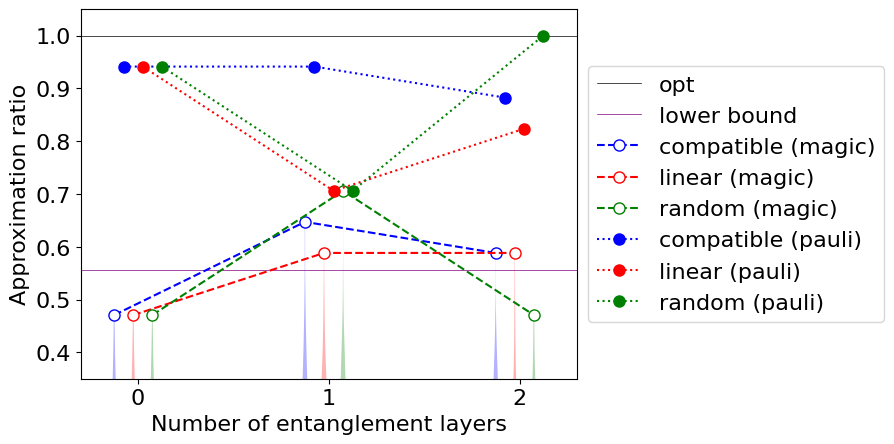 1.0
0.9
0.8
0.7
0.6
0.5
0.4
Approximation ratio
0
1
2
Number of entanglement layers
opt
lower bound
compatible (magic)
linear (magic)
random (magic)
compatible (pauli)
linear (pauli)
random (pauli)